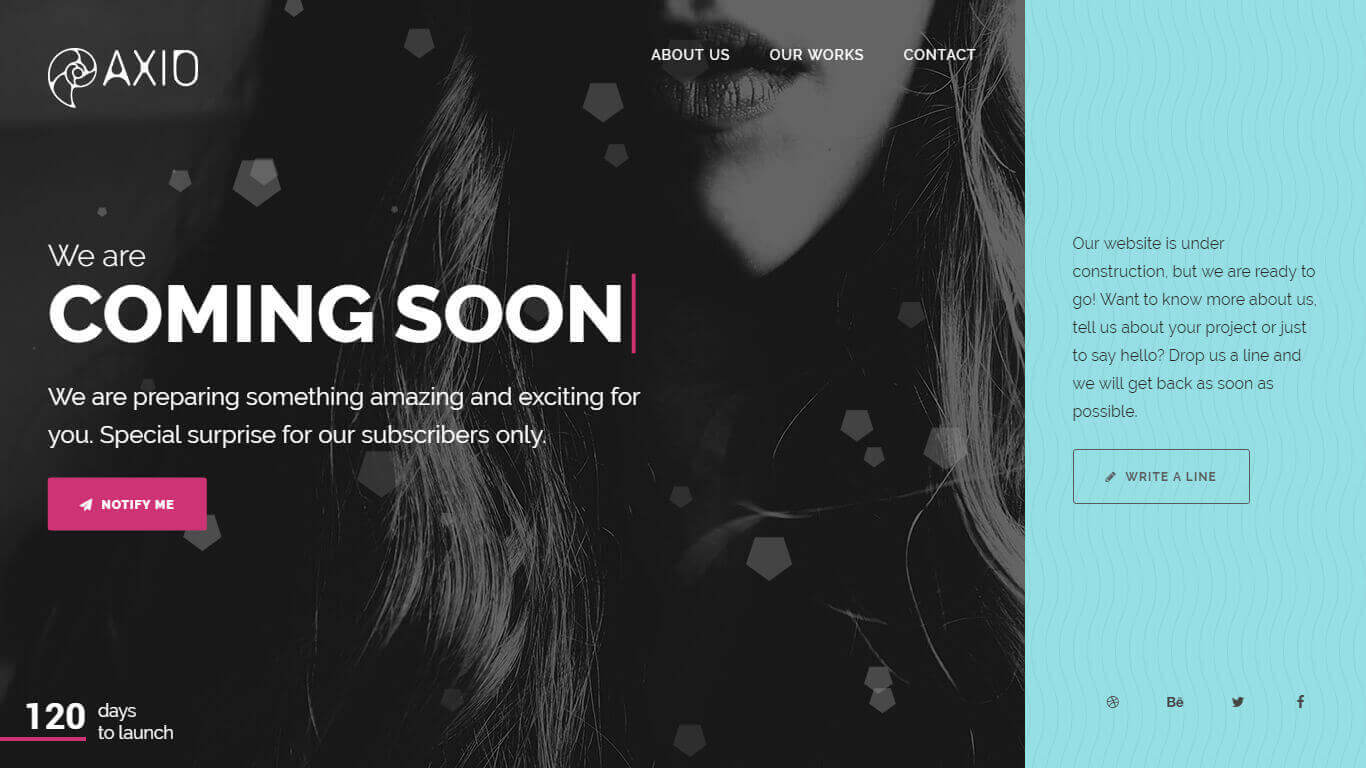 AXIO
ABOUT US
OUR WORKS
CONTACT
We are
COMING SOON
We are preparing something amazing and exciting for
you. Special surprise for our subscribers only.
NOTIFY ME
120
days
to launch
Our website is under
construction, but we are ready to
go! Want to know more about us,
tell us about your project or just
to say hello? Drop us a line and
we will get back as soon as
possible.
WRITE A LINE
Bē